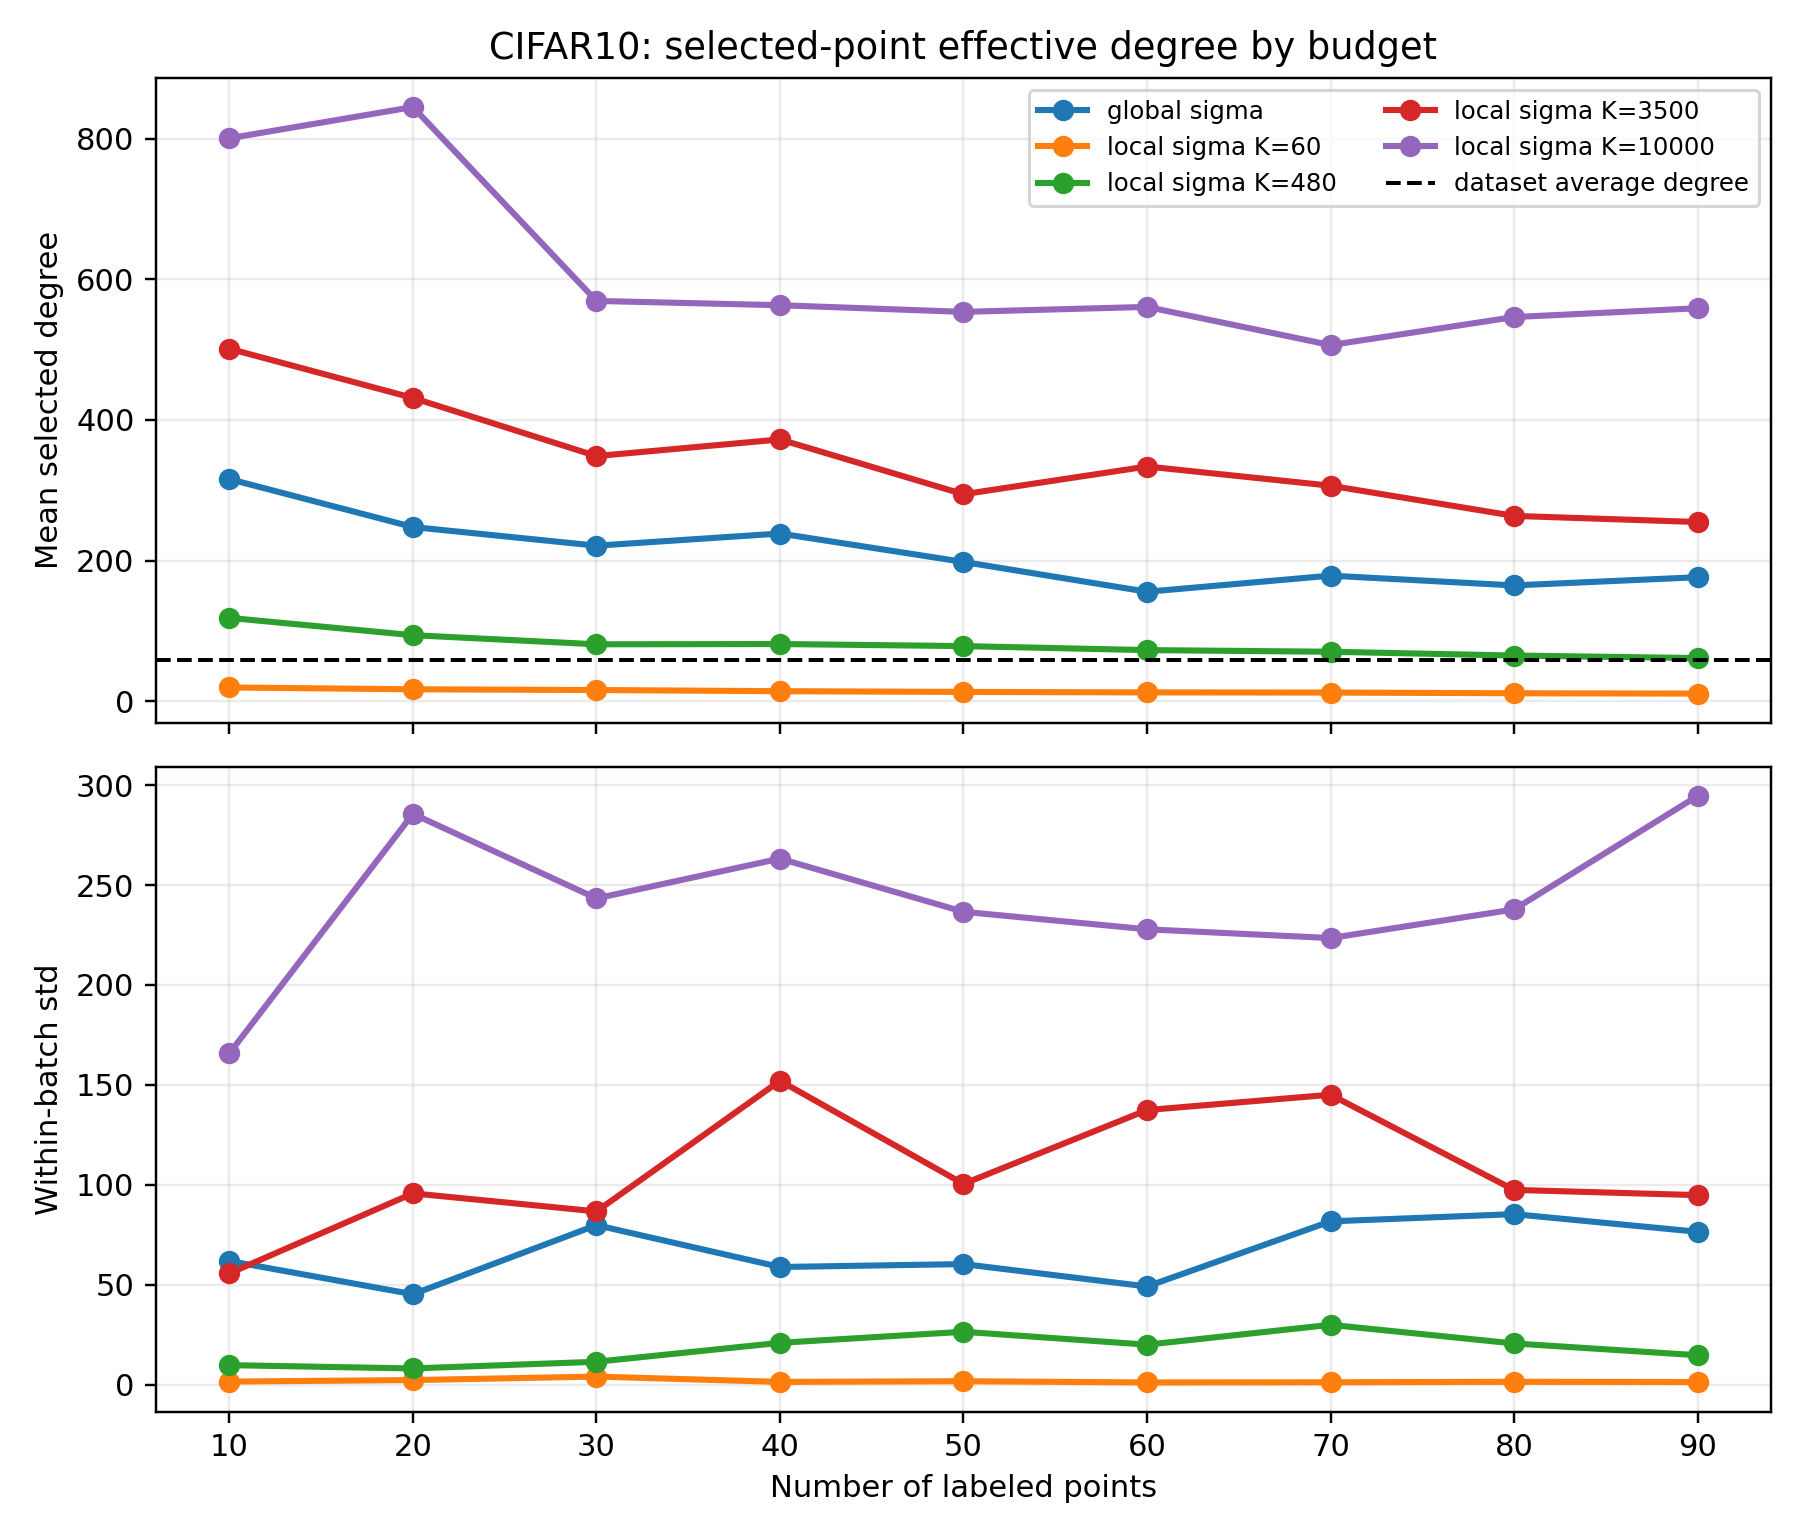 CIFAR10: selected-point effective degree by budget
global sigma
local sigma K=60
local sigma K=480
local sigma K=3500
local sigma K=10000
dataset average degree
Mean selected degree
800
600
400
200
0
Within-batch std
300
250
200
150
100
50
0
10 20 30 40 50 60 70 80 90
Number of labeled points